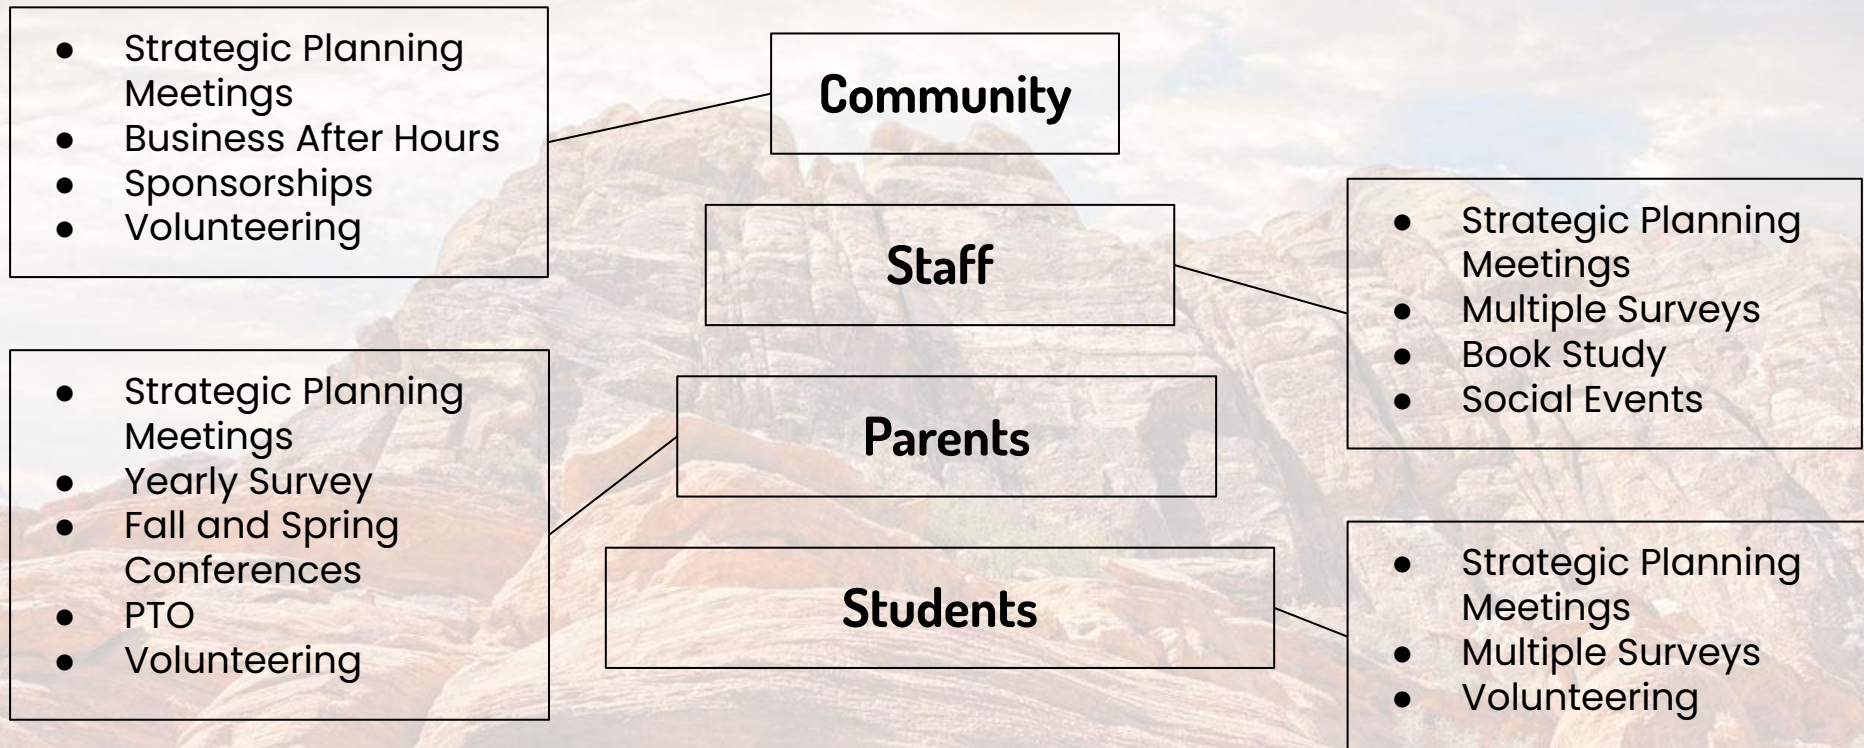 ● Strategic Planning
Meetings
● Business After Hours
● Sponsorships
● Volunteering
Community
Staff
● Strategic Planning
Meetings
● Multiple Surveys
● Book Study
● Social Events
● Strategic Planning
Meetings
● Yearly Survey
● Fall and Spring
Conferences
● PTO
● Volunteering
Parents
Students
● Strategic Planning
Meetings
● Multiple Surveys
● Volunteering